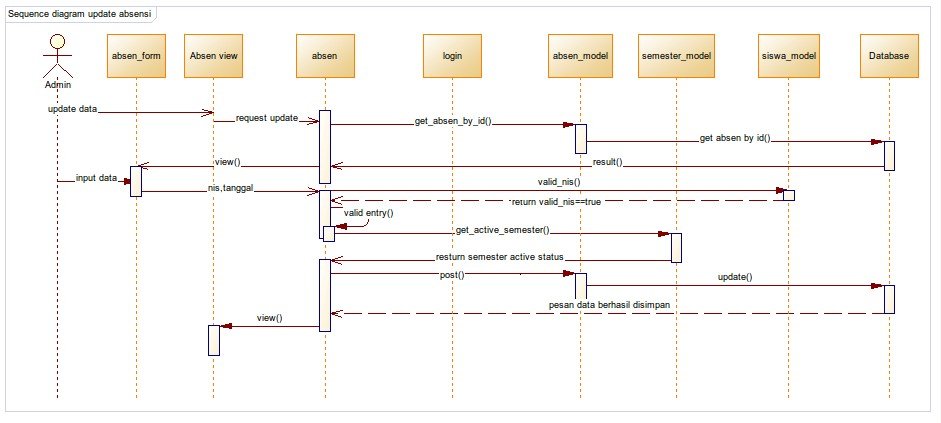 Sequence diagram update absensi
absen_form
Absen view
absen
login
absen_model
semester_model
siswa_model
Database
Admin
update data
request update
get_absen_by_id()
get absen by id()
view()
result()
input data
nis,tanggal
valid_nis()
return valid_nis==true
valid entry()
get_active_semester()
resturn semester active status
post()
update()
pesan data berhasil disimpan
view()